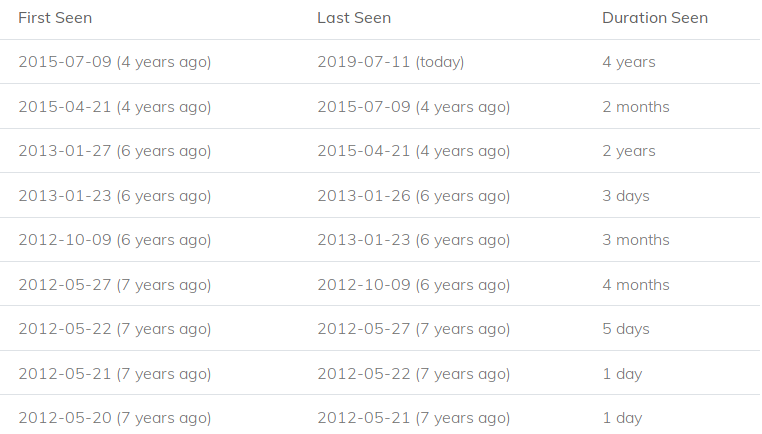 First Seen Last Seen Duration Seen
2015-07-09 (4 years ago) 2019-07-11 (today) 4 years
2015-04-21 (4 years ago) 2015-07-09 (4 years ago) 2 months
2013-01-27 (6 years ago) 2015-04-21 (4 years ago) 2 years
2013-01-23 (6 years ago) 2013-01-26 (6 years ago) 3 days
2012-10-09 (6 years ago) 2013-01-23 (6 years ago) 3 months
2012-05-27 (7 years ago) 2012-10-09 (6 years ago) 4 months
2012-05-22 (7 years ago) 2012-05-27 (7 years ago) 5 days
2012-05-21 (7 years ago) 2012-05-22 (7 years ago) 1 day
2012-05-20 (7 years ago) 2012-05-21 (7 years ago) 1 day